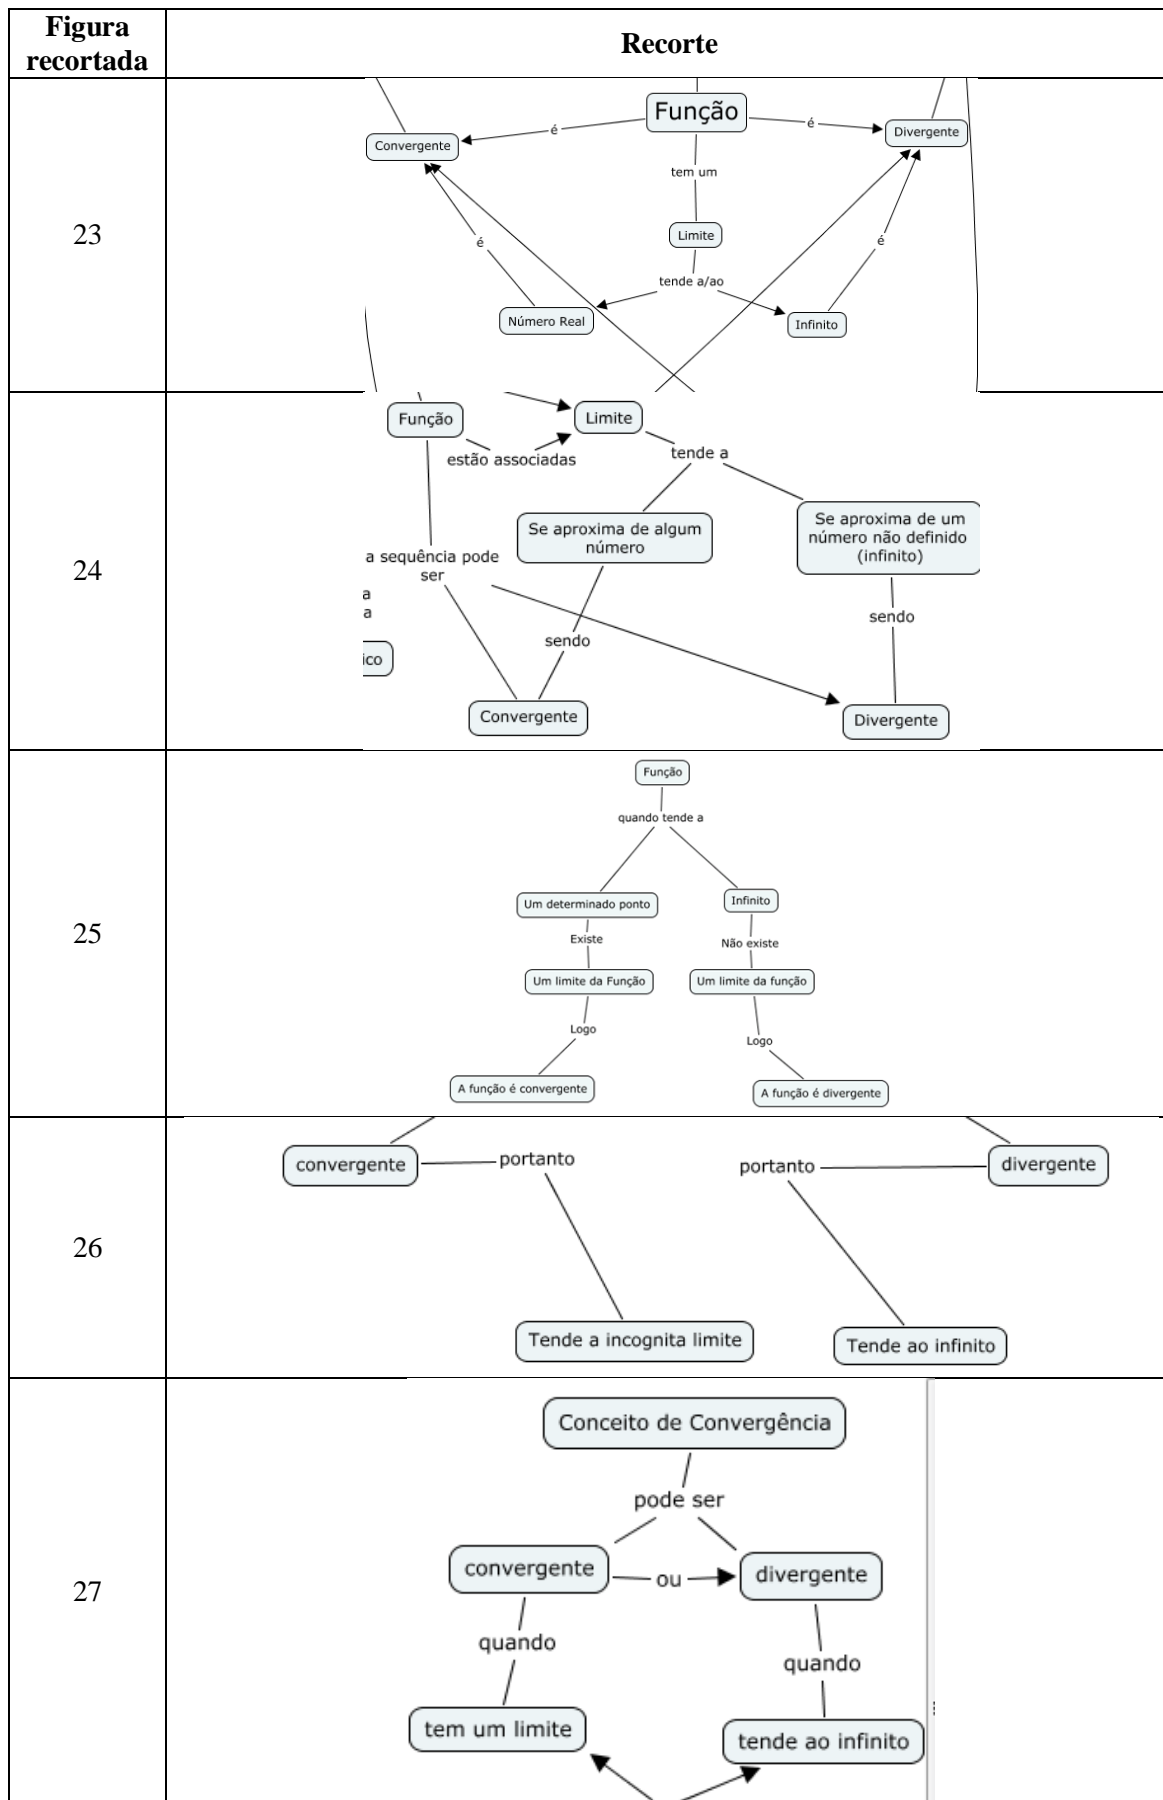 Figura
recortada
Recorte
23
Função
é
é
Convergente
Divergente
tem um
Limite
é
é
tende a/ao
Número Real
Infinito
24
Função
Limite
estão associadas
tende a
Se aproxima de algum
número
Se aproxima de um
número não definido
(infinito)
a sequência pode
ser
a
a
sendo
sendo
ico
Convergente
Divergente
25
Função
quando tende a
Um determinado ponto
Infinito
Existe
Não existe
Um limite da Função
Um limite da função
Logo
Logo
A função é convergente
A função é divergente
26
convergente
portanto
portanto
divergente
Tende a incognita limite
Tende ao infinito
27
Conceito de Convergência
pode ser
convergente
ou
divergente
quando
quando
tem um limite
tende ao infinito